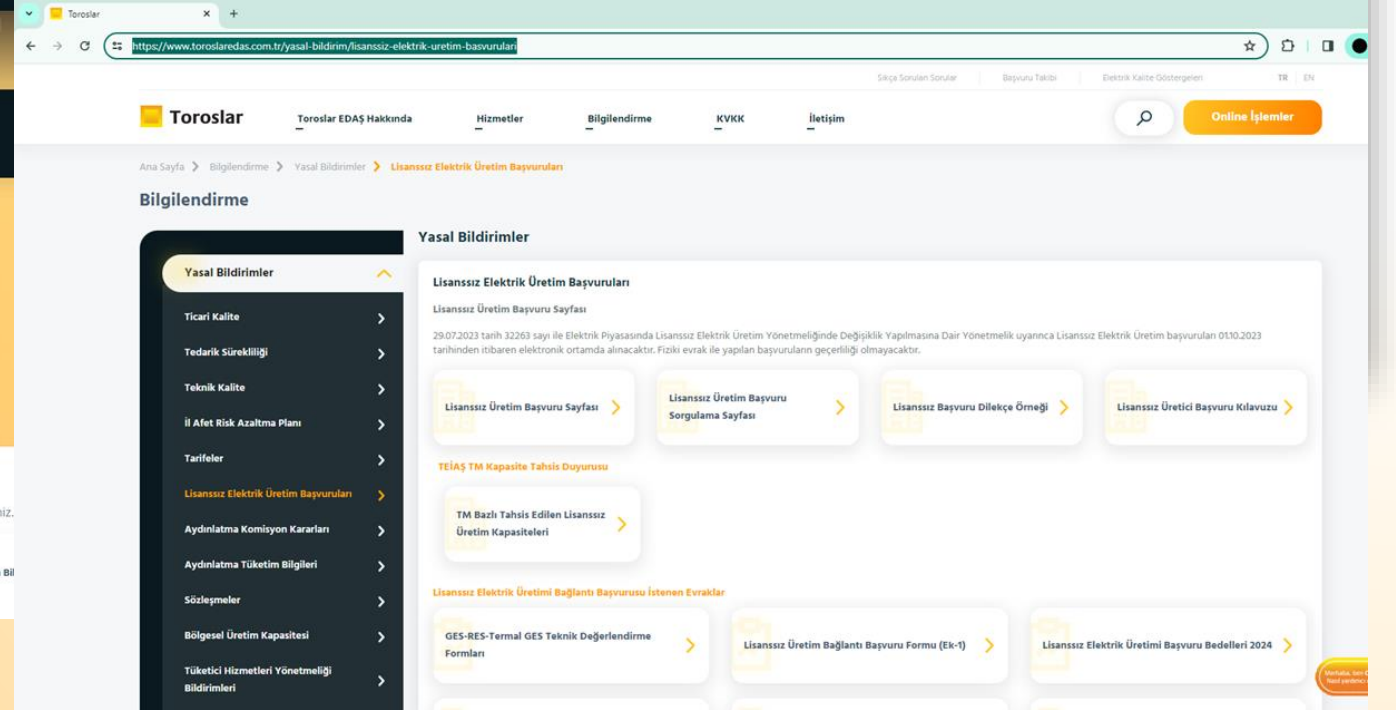 Toroslar
https://www.toroslaredas.com.tr/yasal-bildirim/lisanssiz-elektrik-uretim-basvurulari
Sıkça Sorulan Sorular
Başvuru Takibi
Elektrik Kalite Göstergeleri
TR
EN
Toroslar
Toroslar EDAŞ Hakkında
Hizmetler
Bilgilendirme
KVKK
İletişim
Online İşlemler
Ana Sayfa
Bilgilendirme
Yasal Bildirimler
Lisanssız Elektrik Üretim Başvuruları
Bilgilendirme
Yasal Bildirimler
Ticari Kalite
Tedarik Sürekliliği
Teknik Kalite
İl Afet Risk Azaltma Planı
Tarifeler
Lisanssız Elektrik Üretim Başvuruları
Aydınlatma Komisyon Kararları
Aydınlatma Tüketim Bilgileri
Sözleşmeler
Bölgesel Üretim Kapasitesi
Tüketici Hizmetleri Yönetmeliği
Bildirimleri
Yasal Bildirimler
Lisanssız Elektrik Üretim Başvuruları
Lisanssız Üretim Başvuru Sayfası
29.07.2023 tarih 32263 sayı ile Elektrik Piyasasında Lisanssız Elektrik Üretim Yönetmeliğinde Değişiklik Yapılmasına Dair Yönetmelik uyarınca Lisanssız Elektrik Üretim başvuruları 01.10.2023
tarihinden itibaren elektronik ortamda alınacaktır. Fiziki evrak ile yapılan başvuruların geçerliliği olmayacaktır.
Lisanssız Üretim Başvuru Sayfası
Lisanssız Üretim Başvuru
Sorgulama Sayfası
Lisanssız Başvuru Dilekçe Örneği
Lisanssız Üretici Başvuru Kılavuzu
TEİAŞ TM Kapasite Tahsis Duyurusu
TM Bazlı Tahsis Edilen Lisanssız
Üretim Kapasiteleri
Lisanssız Elektrik Üretimi Bağlantı Başvurusu İstenen Evraklar
GES-RES-Termal GES Teknik Değerlendirme
Formları
Lisanssız Üretim Bağlantı Başvuru Formu (Ek-1)
Lisanssız Elektrik Üretimi Başvuru Bedelleri 2024